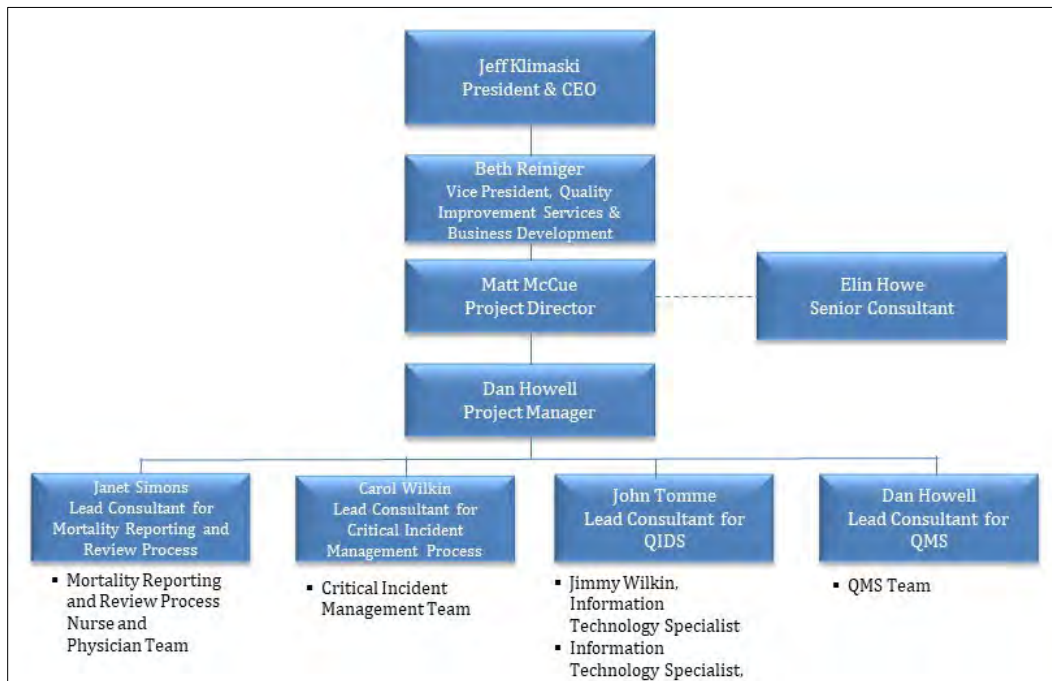 Jeff Klimaski
President & CEO
Beth Reiniger
Vice President, Quality
Improvement Services &
Business Development
Matt McCue
Project Director
Elin Howe
Senior Consultant
Dan Howell
Project Manager
Janet Simons
Lead Consultant for
Mortality Reporting and
Review Process
▪ Mortality Reporting
and Review Process
Nurse and
Physician Team
Carol Wilkin
Lead Consultant for
Critical Incident
Management Process
▪ Critical Incident
Management Team
John Tomme
Lead Consultant for
QIDS
▪ Jimmy Wilkin,
Information
Technology Specialist
▪ Information
Technology Specialist,
Dan Howell
Lead Consultant for
QMS
▪ QMS Team